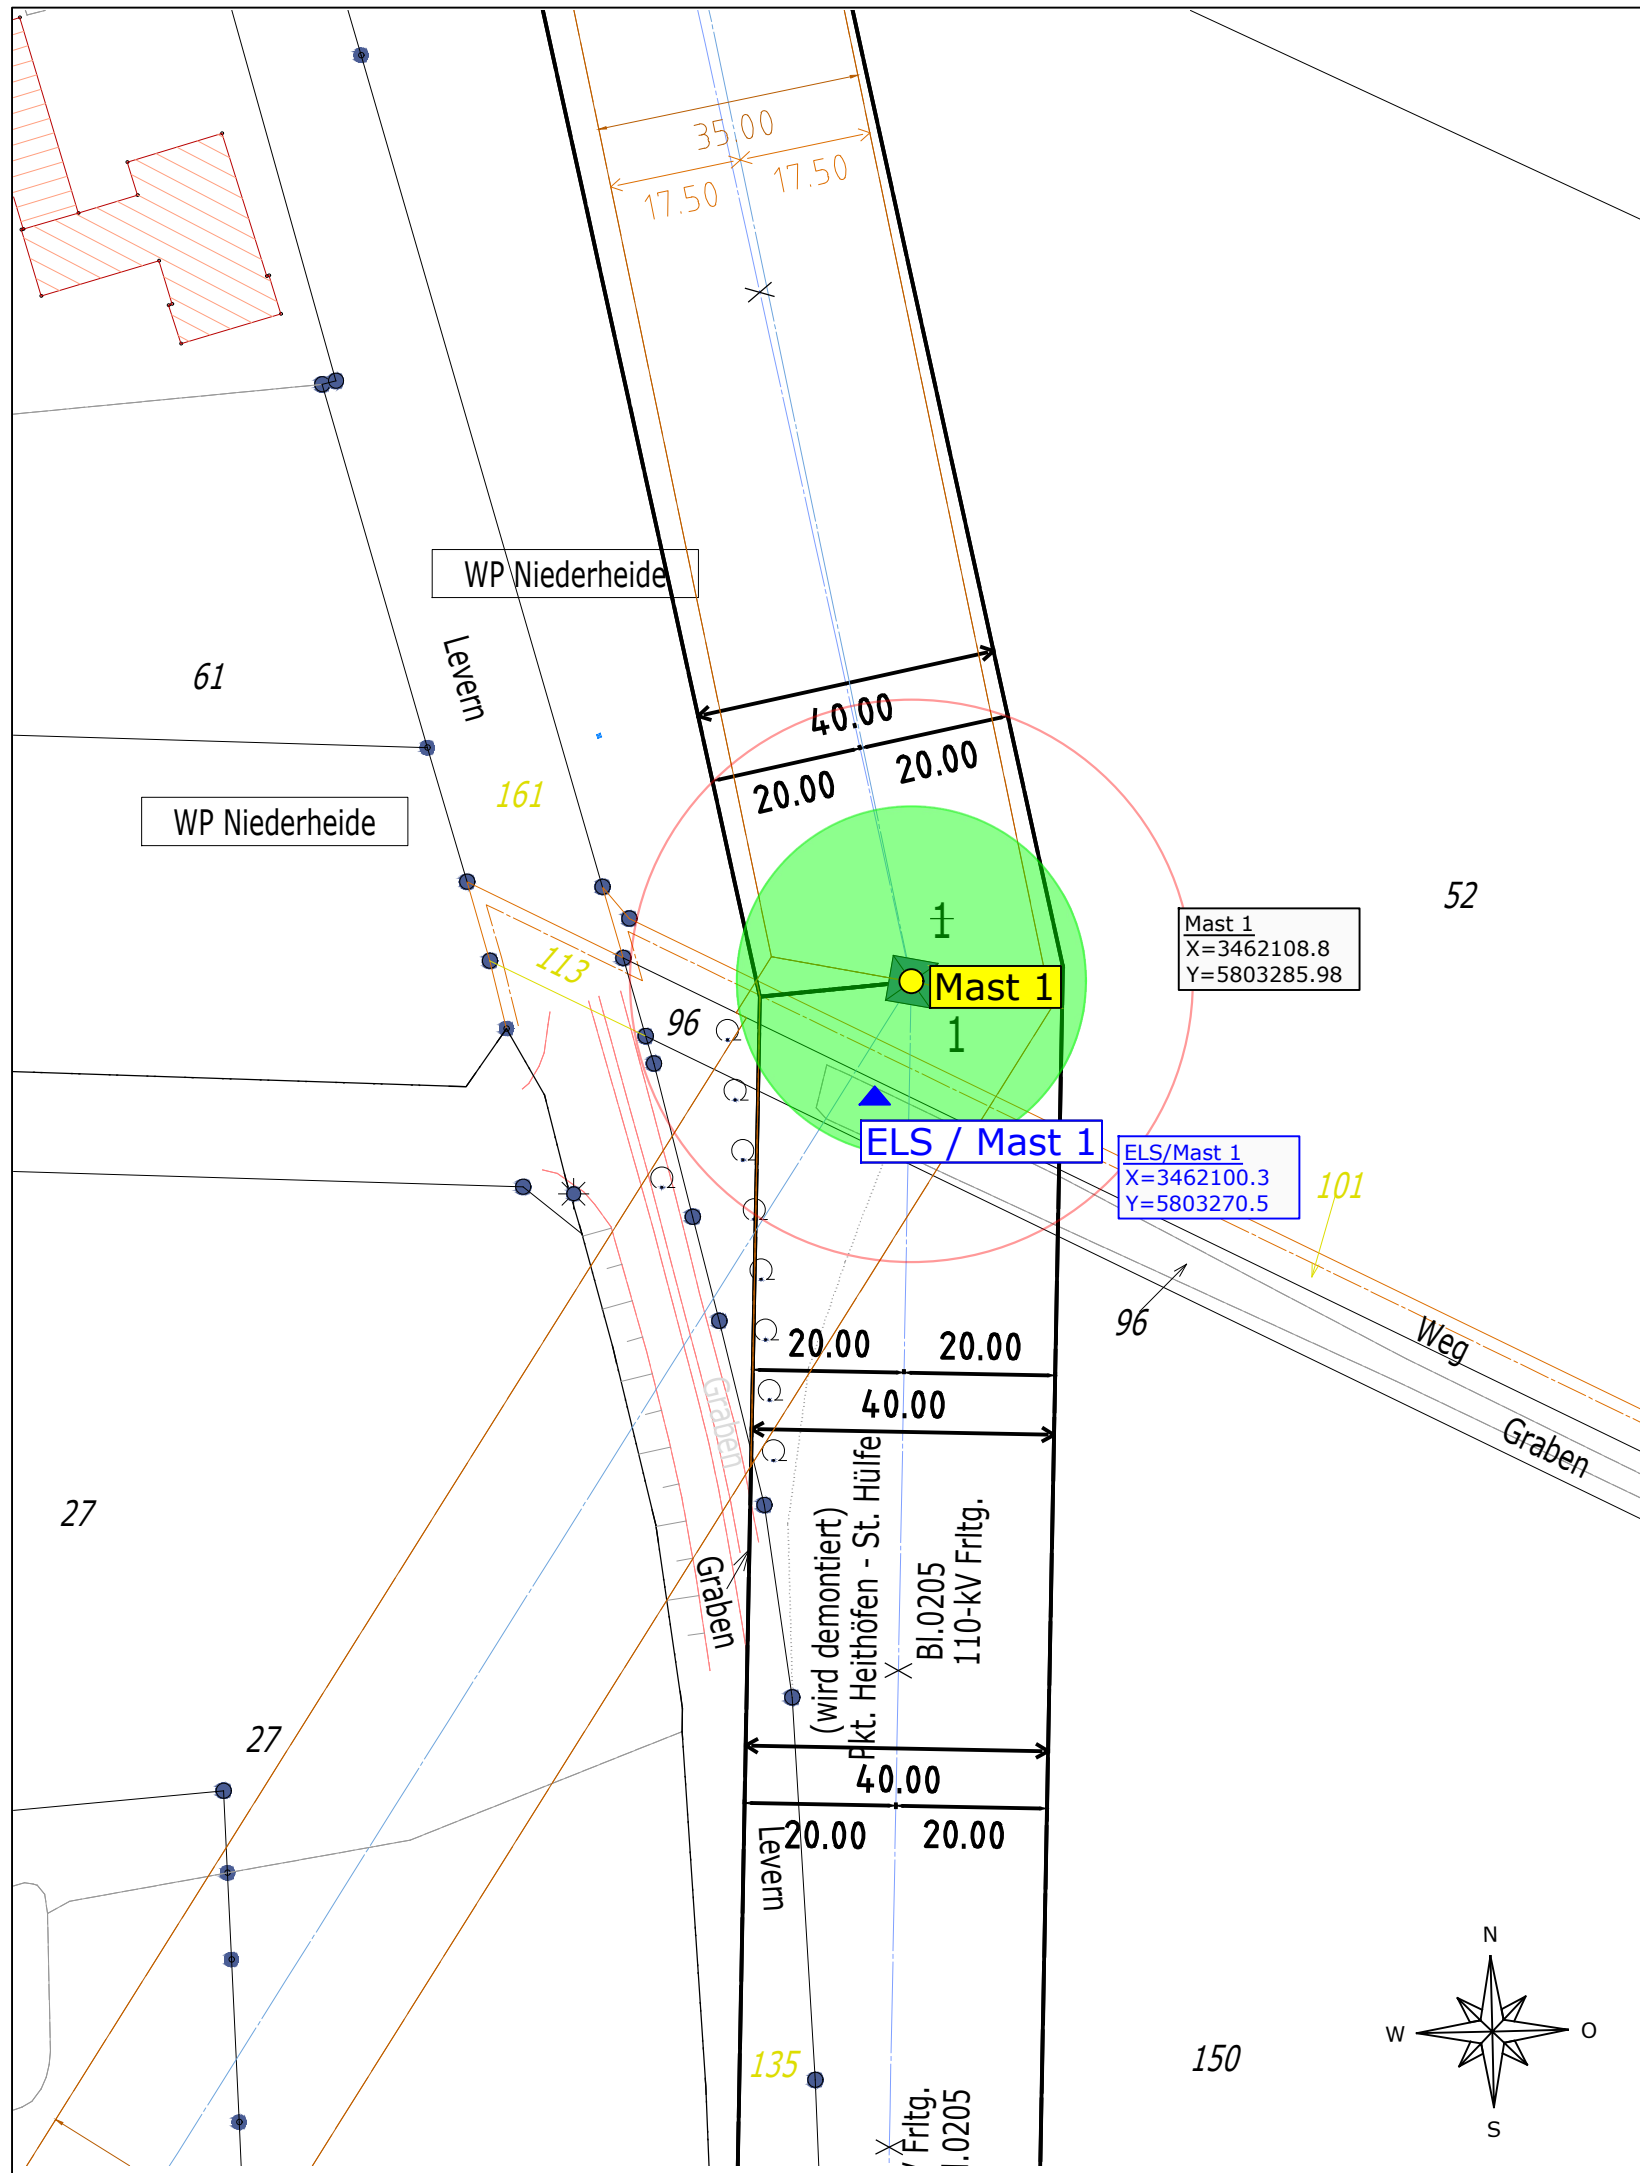 35.00
17.50
17.50
WP Niederheide
Levern
61
40.00
20.00
20.00
161
WP Niederheide
52
1
Mast 1
X=3462108.8
Y=5803285.98
113
Mast 1
96
1
ELS / Mast 1
ELS/Mast 1
X=3462100.3
Y=5803270.5
101
96
Weg
20.00
20.00
40.00
Graben
Graben
27
Graben
(wird demontiert)
Pkt. Heithöfen - St. Hülfe
Bl.0205
110-kV Frltg.
27
40.00
20.00
20.00
Levern
N
W
O
S
135
150
Frltg.
.0205